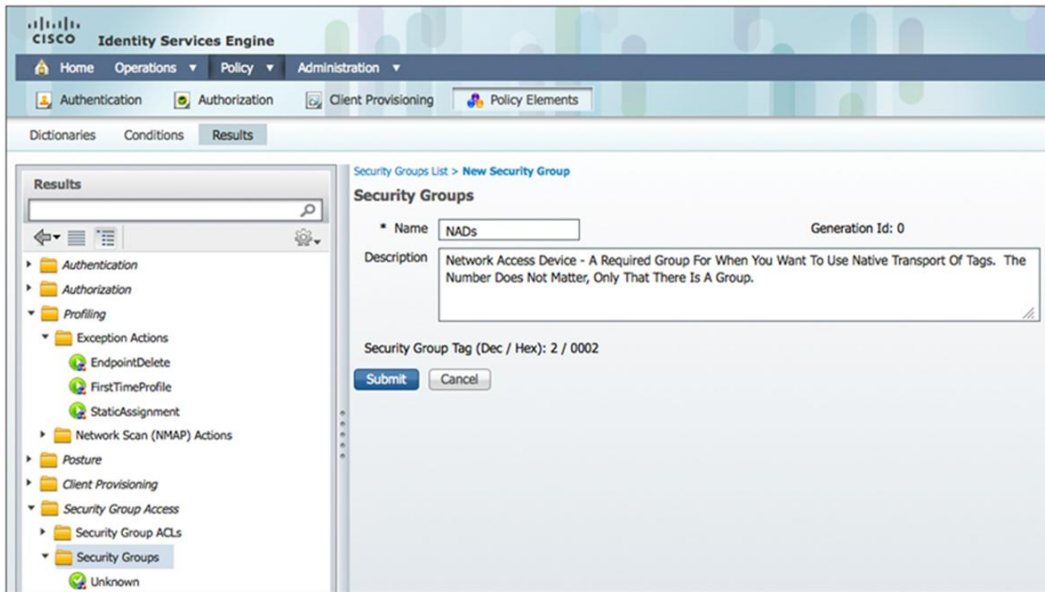 CISCO Identity Services Engine
Home Operations Policy Administration
Authentication Authorization Client Provisioning Policy Elements
Dictionaries Conditions Results
Results
Authentication
Authorization
Profiling
Exception Actions
EndpointDelete
FirstTimeProfile
StaticAssignment
Network Scan (NMAP) Actions
Posture
Client Provisioning
Security Group Access
Security Group ACLs
Security Groups
Unknown
Security Groups List > New Security Group
Security Groups
* Name NADs Generation Id: 0
Description Network Access Device - A Required Group For When You Want To Use Native Transport Of Tags. The
Number Does Not Matter, Only That There Is A Group.
Security Group Tag (Dec / Hex): 2 / 0002
Submit Cancel